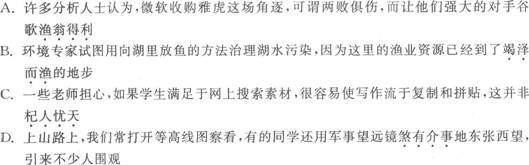 A. 许多分析人士认为,微软收购雅虎这场角逐,可谓两败俱伤,而让他们强大的对手谷
歌渔翁得利
B. 环境专家试图用向湖里放鱼的方法治理湖水污染,因为这里的渔业资源已经到了竭泽
而渔的地步
C. 一些老师担心,如果学生满足于网上搜索素材,很容易使写作流于复制和拼贴,这并非
杞人忧天
D. 上山路上,我们常打开等高线图察看,有的同学还用军事望远镜煞有介事地东张西望,
引来不少人围观